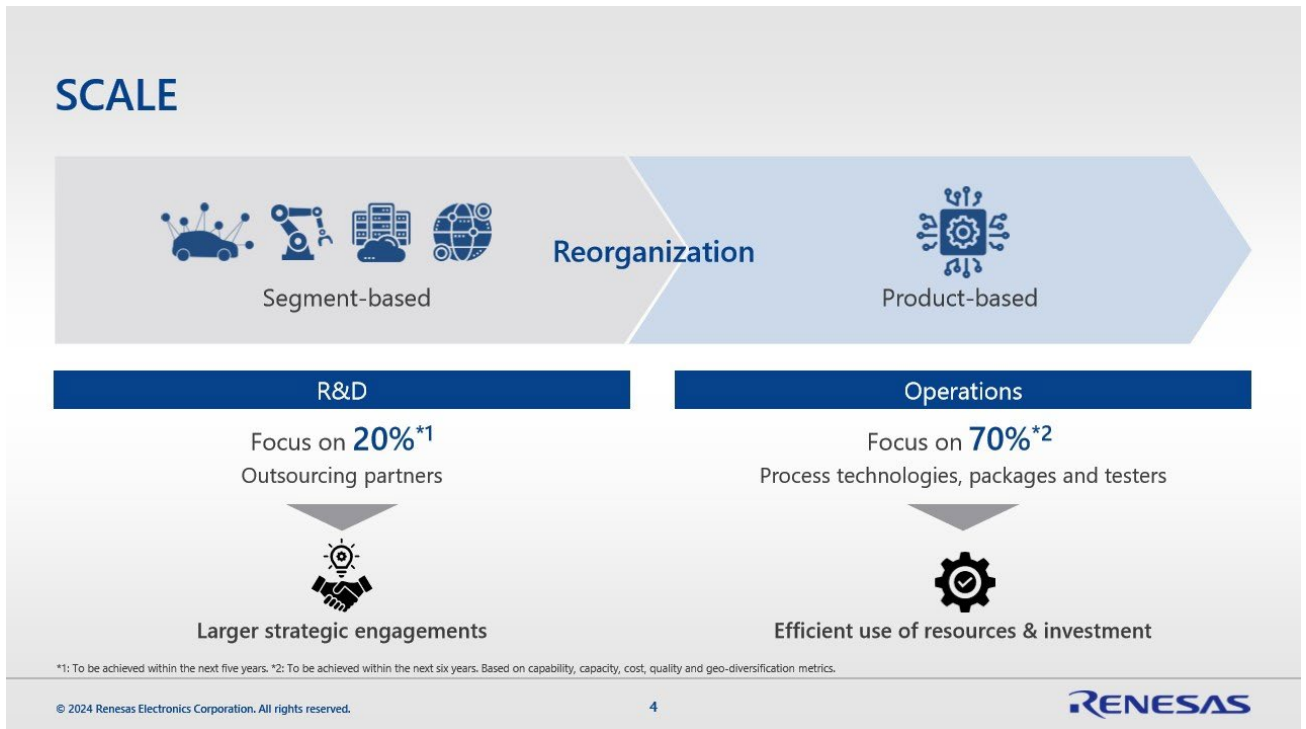 SCALE
Segment-based
Reorganization
Product-based
R&D
Focus on 20%*1
Outsourcing partners
Larger strategic engagements
Operations
Focus on 70%*2
Process technologies, packages and testers
Efficient use of resources & investment
*1: To be achieved within the next five years. *2: To be achieved within the next six years. Based on capability, capacity, cost, quality and geo-diversification metrics.
© 2024 Renesas Electronics Corporation. All rights reserved.
4
RENESAS